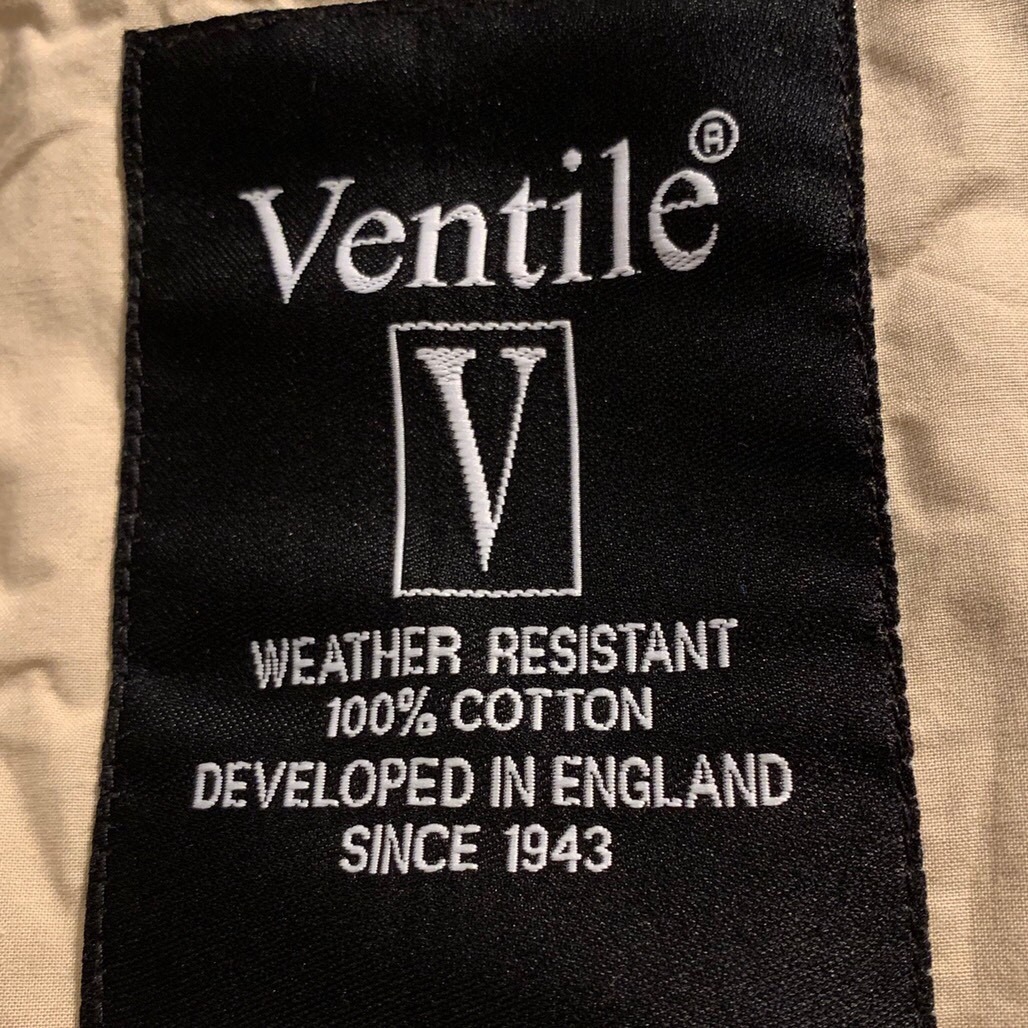 Ventile®
V
WEATHER RESISTANT
100% COTTON
DEVELOPED IN ENGLAND
SINCE 1943